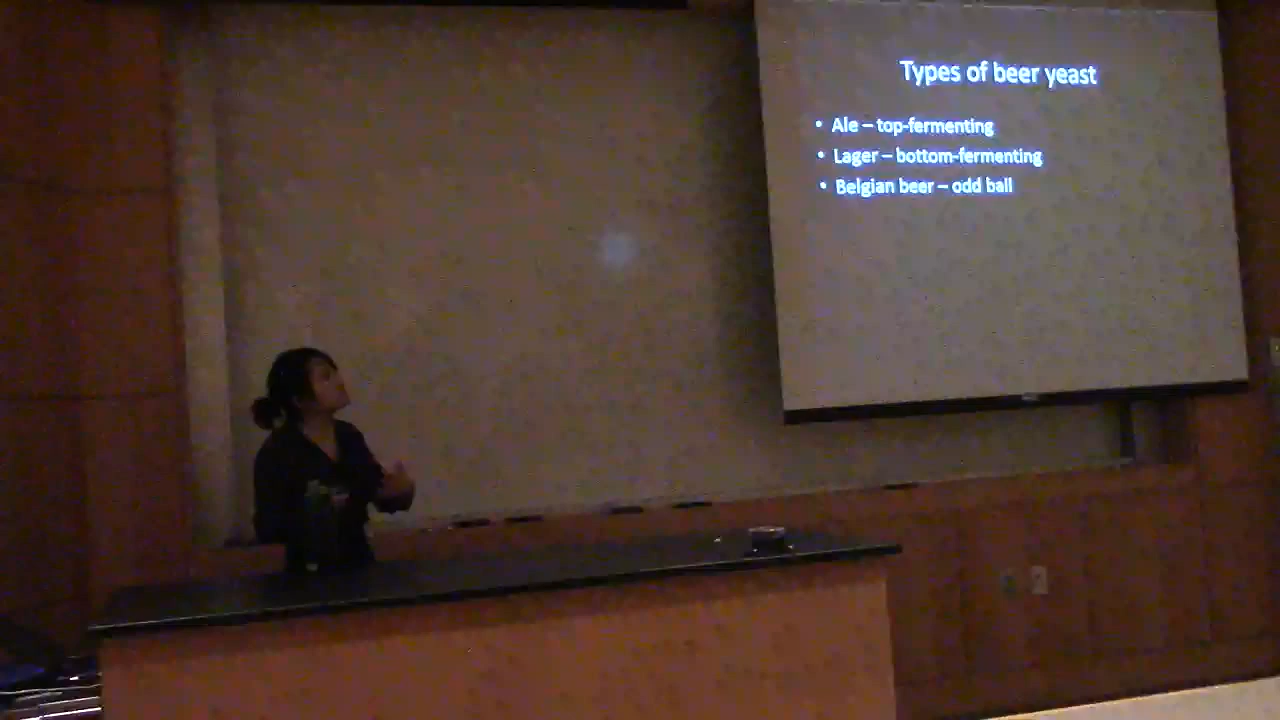 Types of beer yeast
• Ale – top-fermenting
• Lager – bottom-fermenting
• Belgian beer – odd ball